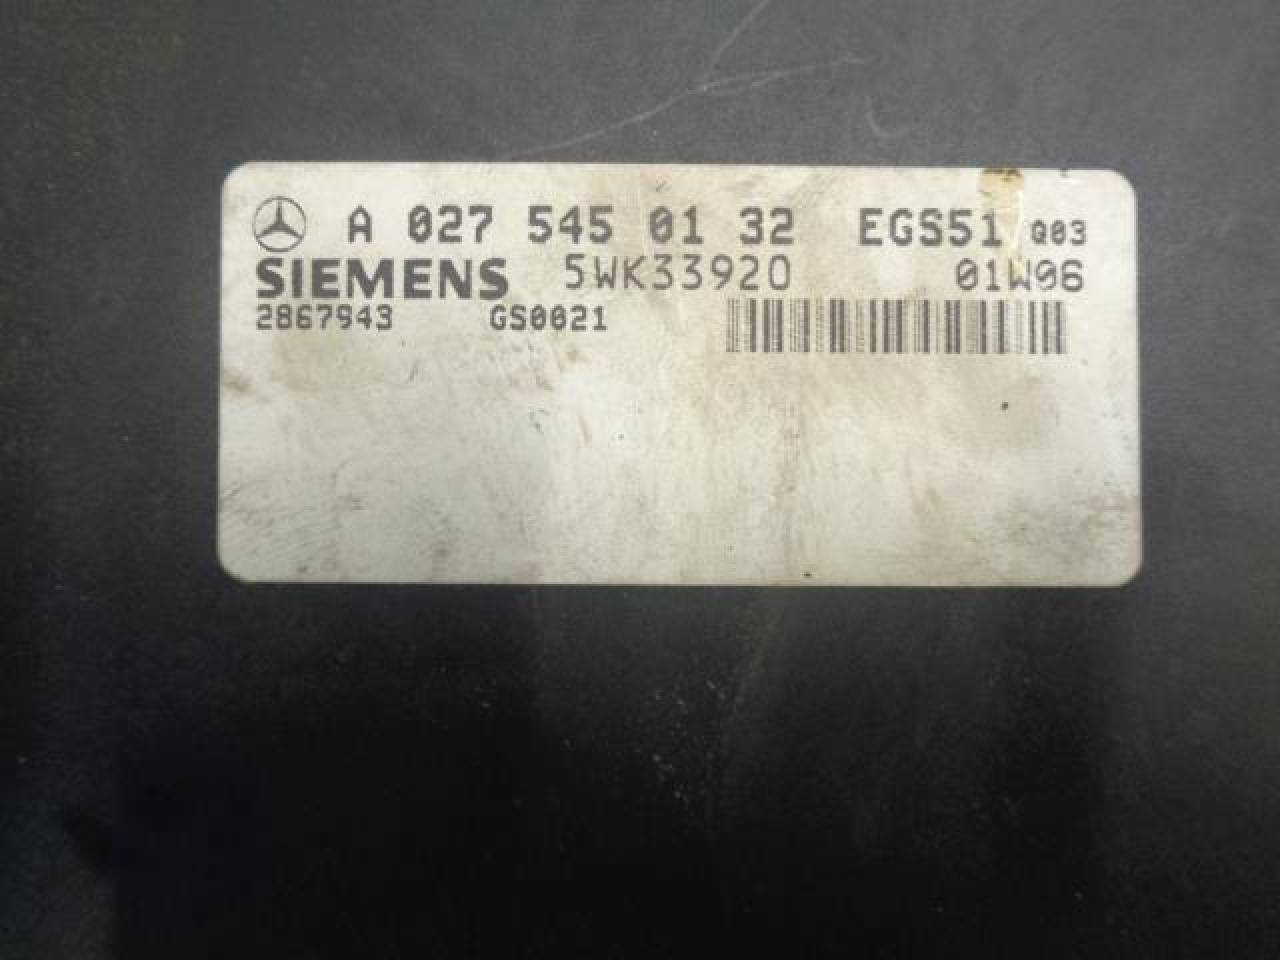 A 027 545 01 32 EGS51 Q03
SIEMENS 5WK33920 01W06
2867943 GS0021